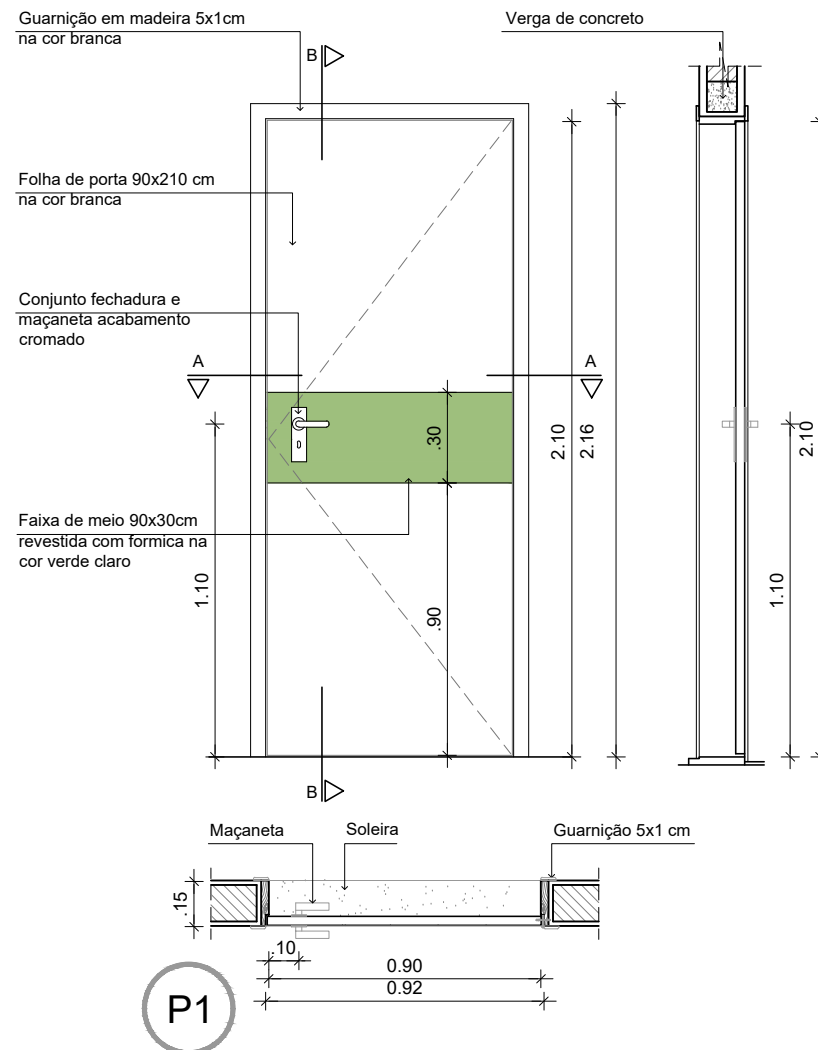 Guarnição em madeira 5x1cm
na cor branca
Verga de concreto
B
Folha de porta 90x210 cm
na cor branca
Conjunto fechadura e
maçaneta acabamento
cromado
A
A
.30
2.10
2.16
2.10
Faixa de meio 90x30cm
revestida com formica na
cor verde claro
1.10
.90
1.10
B
Maçaneta
Soleira
Guarnição 5x1 cm
.15
.10
0.90
0.92
P1